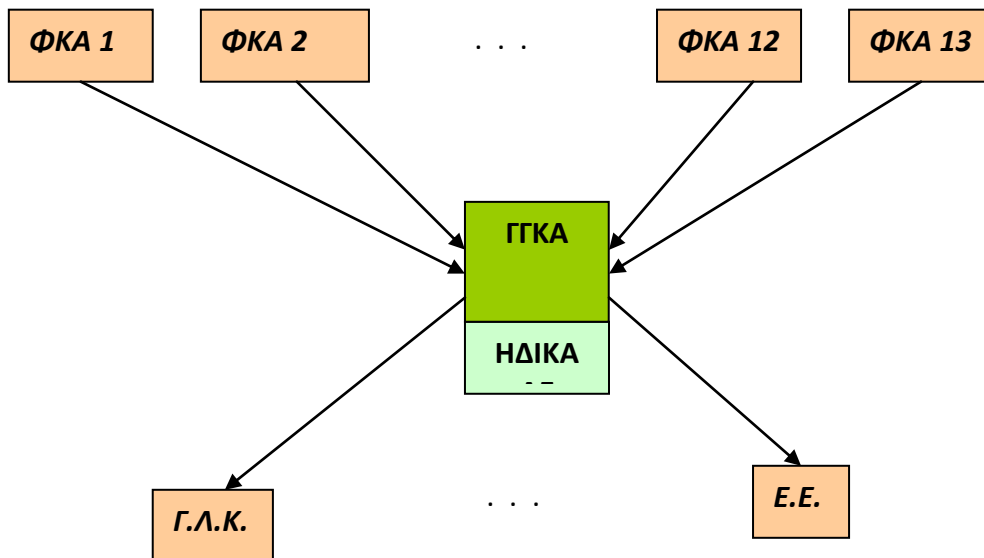 ΦΚΑ 1
ΦΚΑ 2
. . .
ΦΚΑ 12
ΦΚΑ 13
ΓΓΚΑ
ΗΔΙΚΑ
Γ.Λ.Κ.
. . .
Ε.Ε.